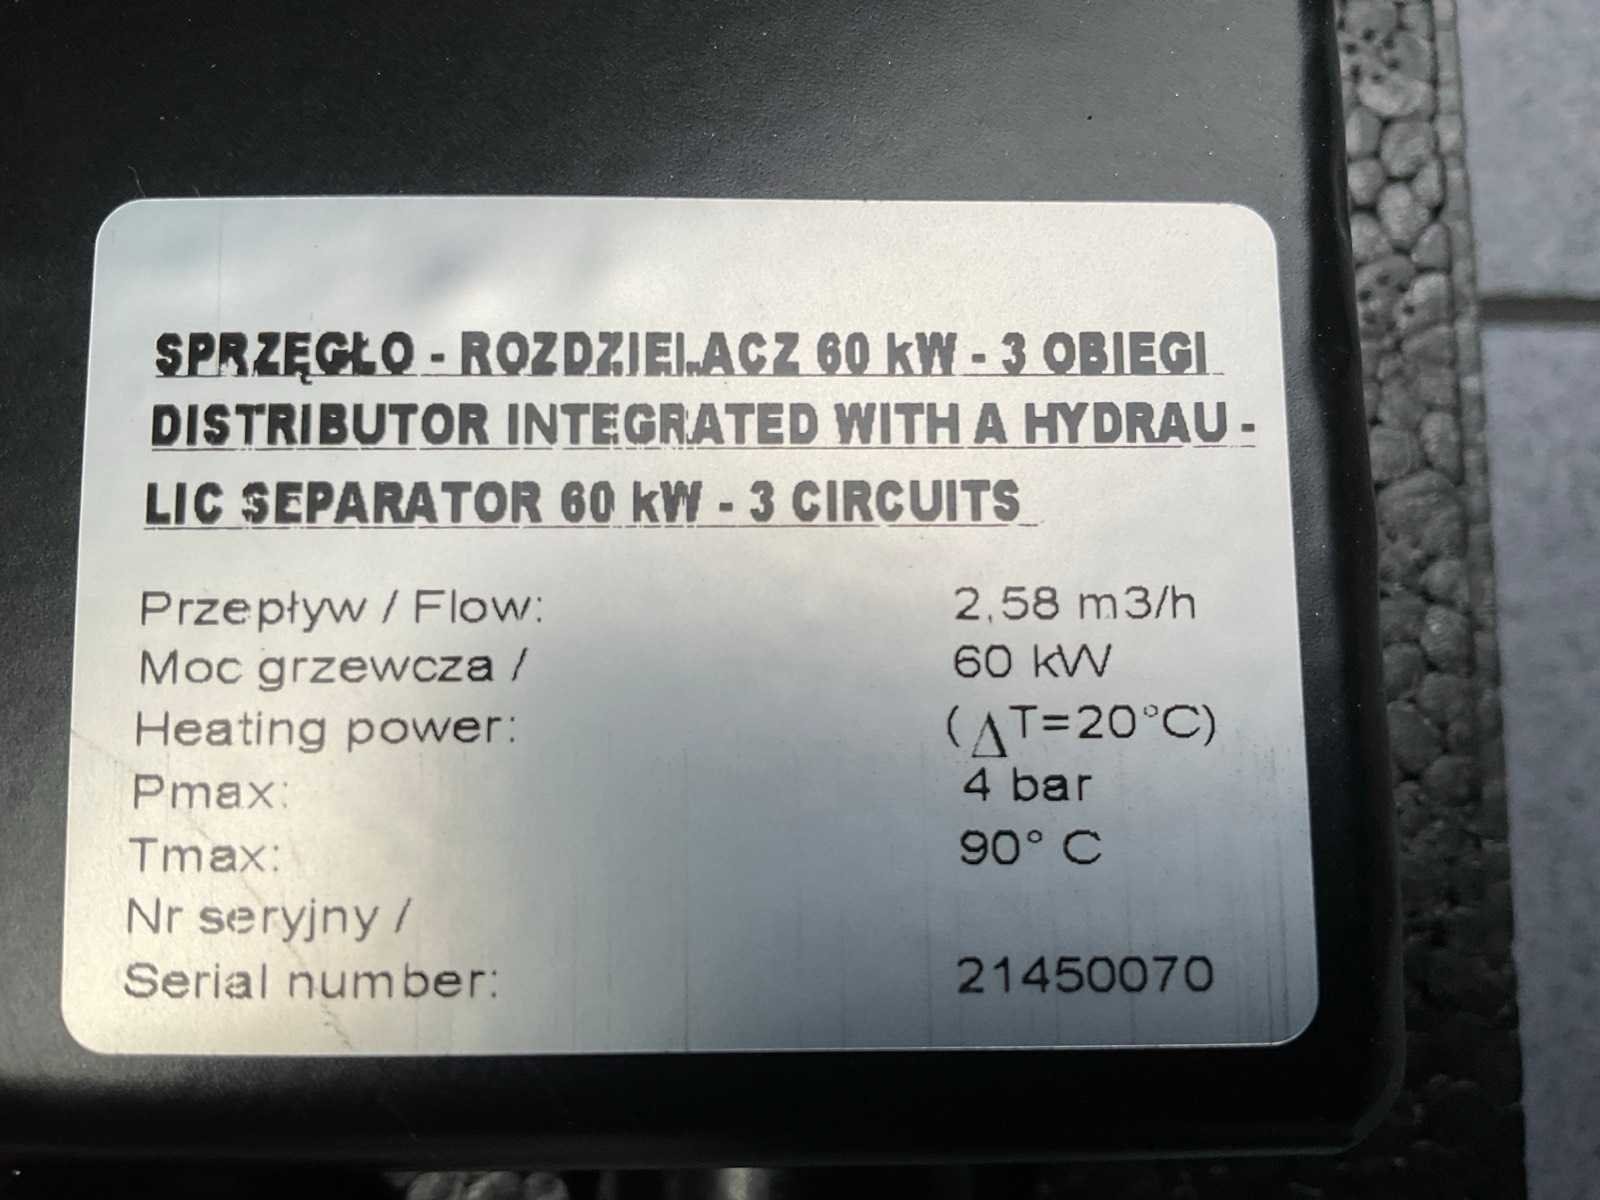 SPRZĘGŁO - ROZDZIELACZ 60 kW - 3 OBIEGI
DISTRIBUTOR INTEGRATED WITH A HYDRAU -
LIC SEPARATOR 60 kW - 3 CIRCUITS
Przepływ / Flow: 2,58 m3/h
Moc grzewcza / 60 kW
Heating power: (ΔT=20°C)
Pmax: 4 bar
Tmax: 90° C
Nr seryjny /
Serial number: 21450070